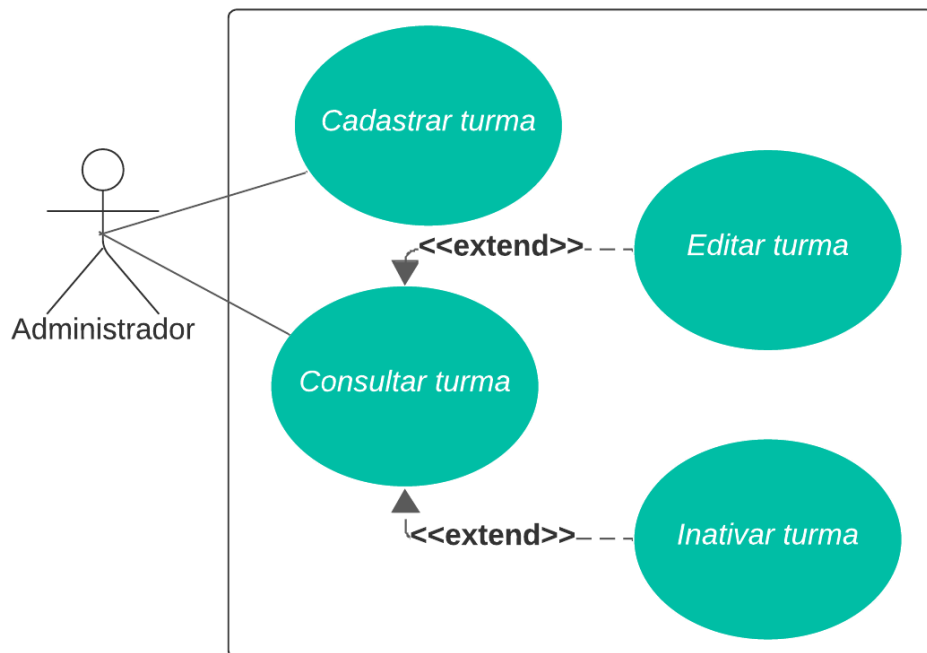 Cadastrar turma
<<extend>>
Editar turma
Administrador
Consultar turma
<<extend>>
Inativar turma